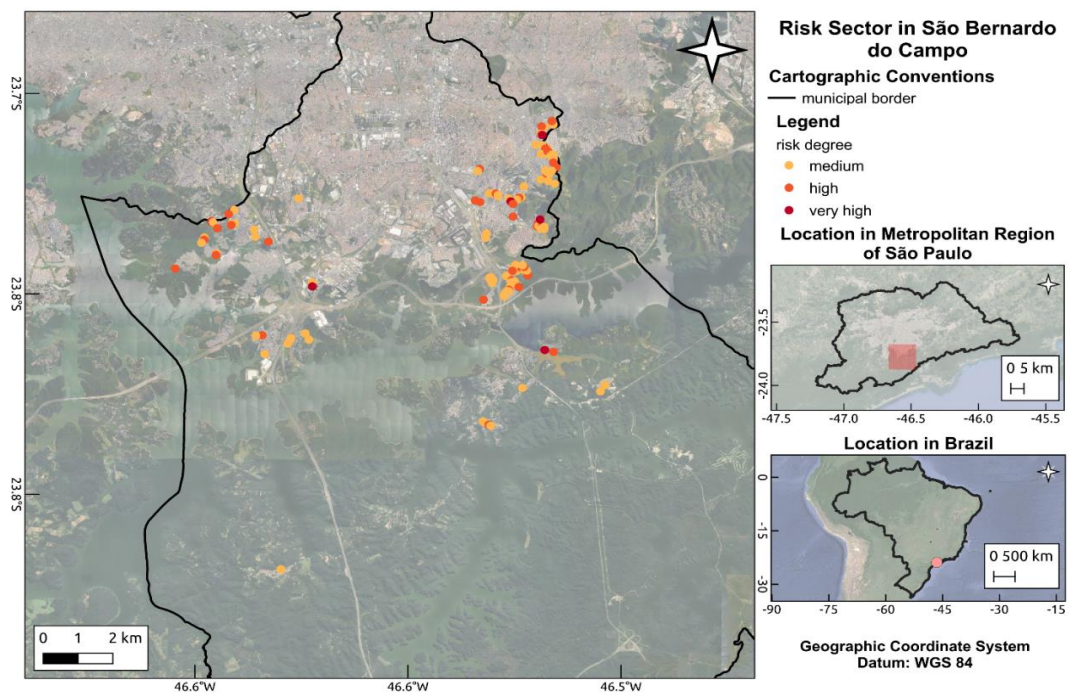 Risk Sector in São Bernardo
do Campo
Cartographic Conventions
municipal border
Legend
risk degree
medium
high
very high
Location in Metropolitan Region
of São Paulo
-23.5
-24.0
0 5 km
-47.5 -47.0 -46.5 -46.0 -45.5
Location in Brazil
0
-15
-30
0 500 km
-90 -75 -60 -45 -30 -15
Geographic Coordinate System
Datum: WGS 84
23.7°S
23.8°S
23.8°S
0 1 2 km
46.6°W 46.6°W 46.5°W